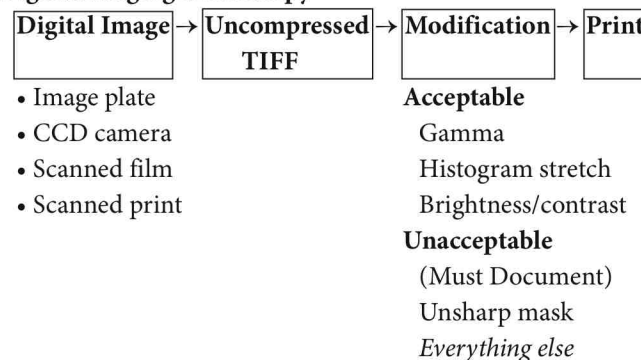 Digital Image → Uncompressed TIFF → Modification → Print
• Image plate
• CCD camera
• Scanned film
• Scanned print
Acceptable
Gamma
Histogram stretch
Brightness/contrast
Unacceptable
(Must Document)
Unsharp mask
Everything else